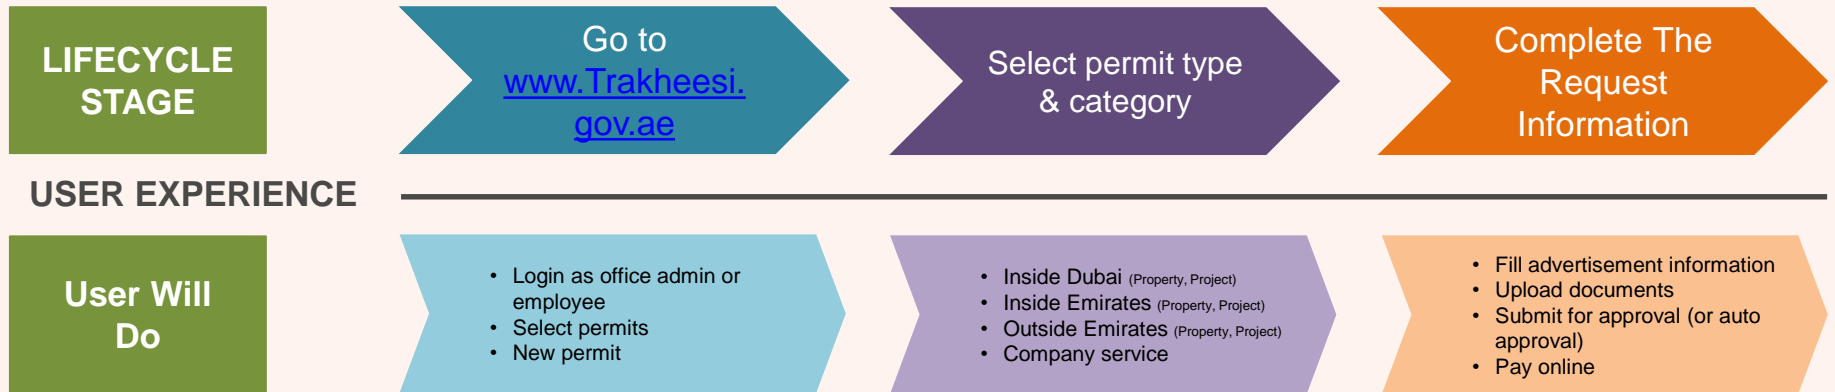 LIFECYCLE
STAGE
Go to
www.Trakheesi.
gov.ae
Select permit type
& category
Complete The
Request
Information
USER EXPERIENCE
User Will
Do
• Login as office admin or
employee
• Select permits
• New permit
• Inside Dubai (Property, Project)
• Inside Emirates (Property, Project)
• Outside Emirates (Property, Project)
• Company service
• Fill advertisement information
• Upload documents
• Submit for approval (or auto
approval)
• Pay online